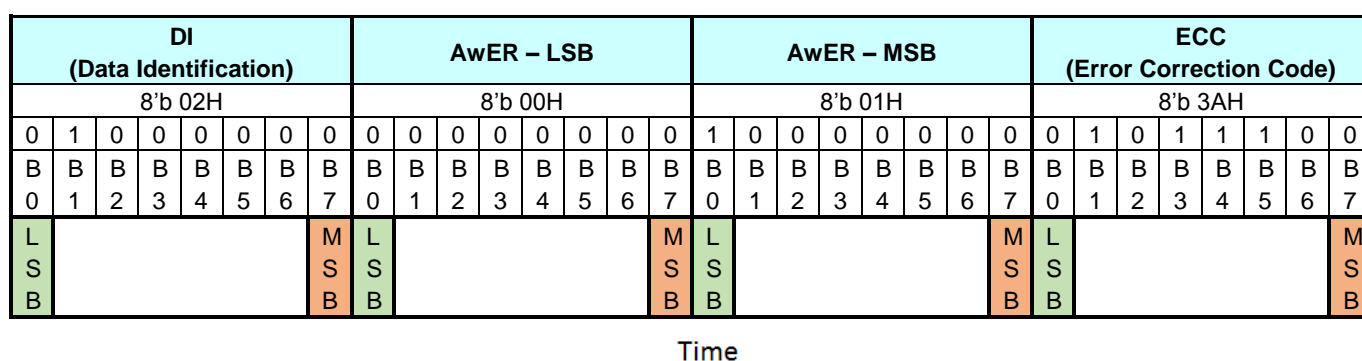 DI (Data Identification) AwER – LSB AwER – MSB ECC (Error Correction Code)
8’b 02H 8’b 00H 8’b 01H 8’b 3AH
0 1 0 0 0 0 0 0 0 0 0 0 0 0 0 0 1 0 0 0 0 0 0 0 0 1 0 1 1 1 0 0
B B B B B B B B B B B B B B B B B B B B B B B B B B B B B B B B
0 1 2 3 4 5 6 7 0 1 2 3 4 5 6 7 0 1 2 3 4 5 6 7 0 1 2 3 4 5 6 7
L M L M L M L M
S S S S S S S S
B B B B B B B B
Time